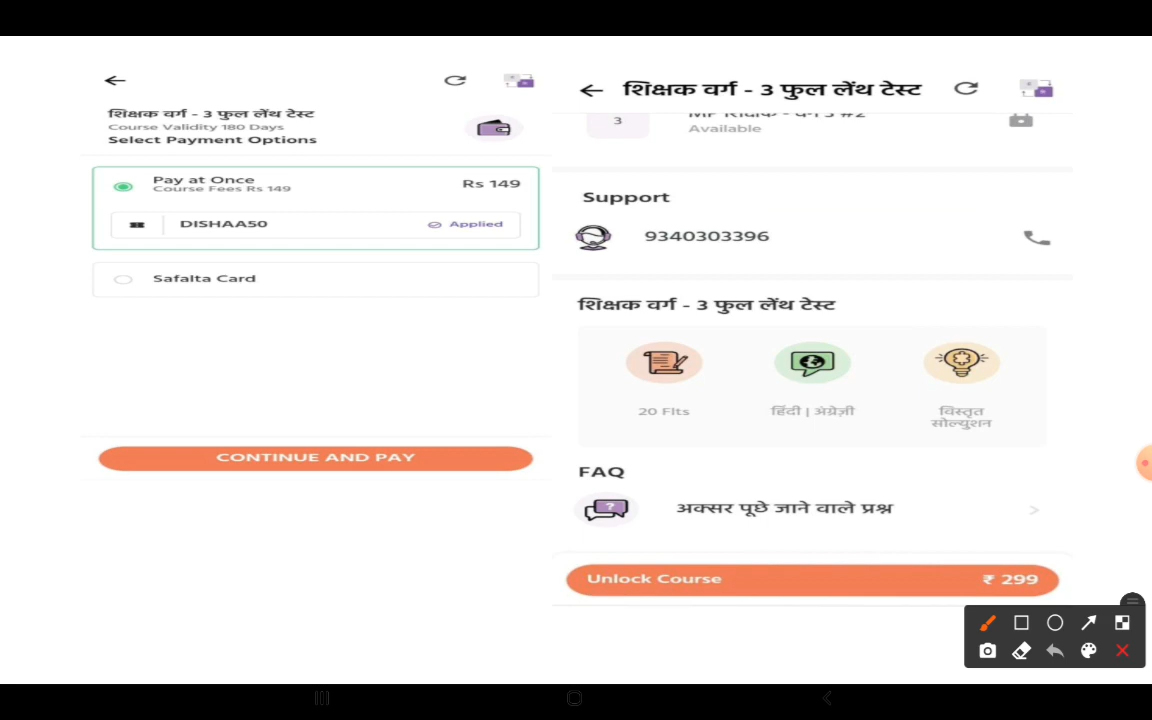 शिक्षक वर्ग - 3 फुल लेंथ टेस्ट
Course Validity 180 Days
Select Payment Options
Pay at Once
Course Fees Rs 149
Rs 149
DISHAA50
Applied
Safalta Card
CONTINUE AND PAY
शिक्षक वर्ग - 3 फुल लेंथ टेस्ट
3
Available
Support
9340303396
शिक्षक वर्ग - 3 फुल लेंथ टेस्ट
20 Flts
हिंदी | अंग्रेज़ी
विस्तृत
सोल्युशन
FAQ
अक्सर पूछे जाने वाले प्रश्न
Unlock Course ₹ 299